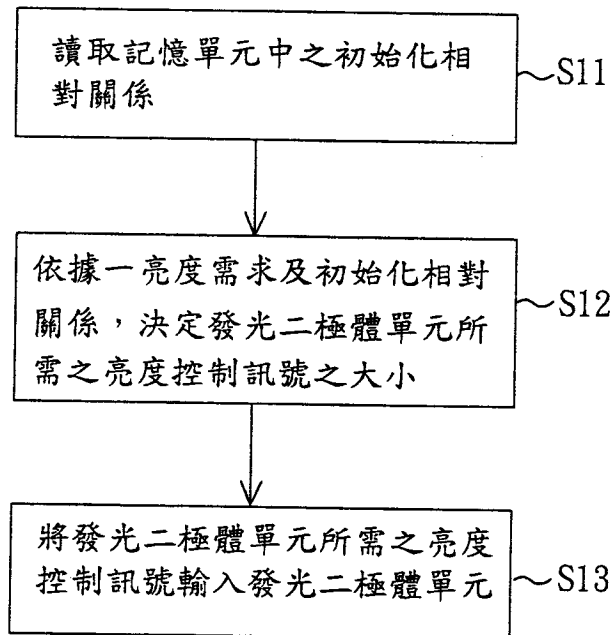 讀取記憶單元中之初始化相
對關係
~S11
依據一亮度需求及初始化相對
關係，決定發光二極體單元所
需之亮度控制訊號之大小
~S12
將發光二極體單元所需之亮度
控制訊號輸入發光二極體單元
~S13